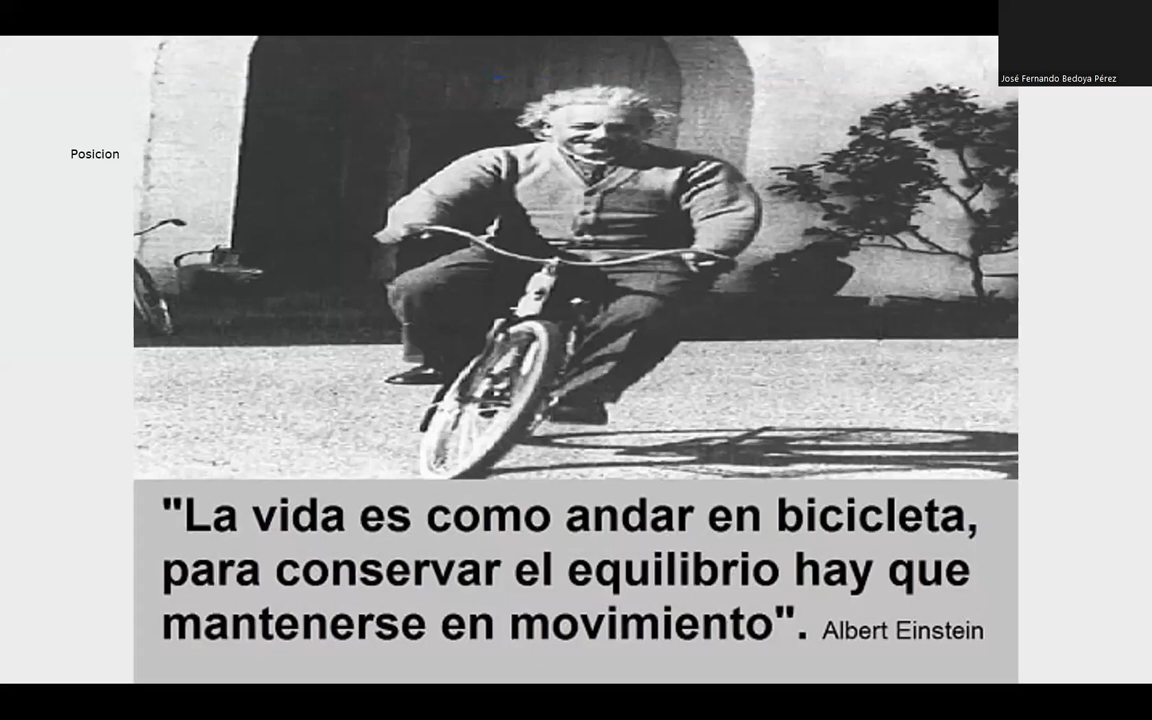 José Fernando Bedoya Pérez
Posicion
"La vida es como andar en bicicleta,
para conservar el equilibrio hay que
mantenerse en movimiento". Albert Einstein